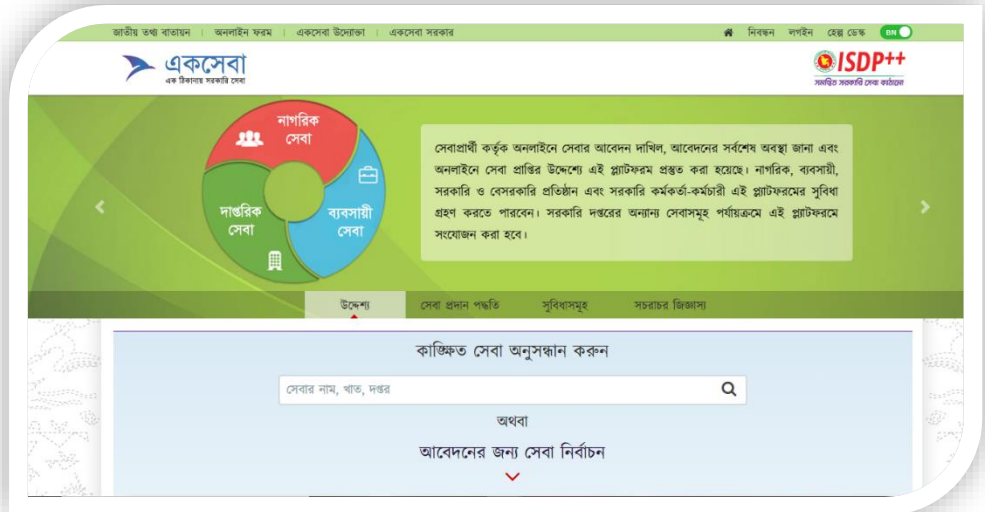 জাতীয় তথ্য বাতায়ন | অনলাইন ফরম | একসেবা উদ্যোক্তা | একসেবা সরকার
নিবন্ধন লগইন হেল্প ডেস্ক BN
একসেবা
এক ঠিকানায় সরকারি সেবা
ISDP++
সমন্বিত সরকারি সেবা কাঠামো
নাগরিক
সেবা
দাপ্তরিক
সেবা
ব্যবসায়ী
সেবা
সেবাপ্রার্থী কর্তৃক অনলাইনে সেবার আবেদন দাখিল, আবেদনের সর্বশেষ অবস্থা জানা এবং
অনলাইনে সেবা প্রাপ্তির উদ্দেশ্যে এই প্ল্যাটফরম প্রস্তুত করা হয়েছে। নাগরিক, ব্যবসায়ী,
সরকারি ও বেসরকারি প্রতিষ্ঠান এবং সরকারি কর্মকর্তা-কর্মচারী এই প্ল্যাটফরমের সুবিধা
গ্রহণ করতে পারবেন। সরকারি দপ্তরের অন্যান্য সেবাসমূহ পর্যায়ক্রমে এই প্ল্যাটফরমে
সংযোজন করা হবে।
উদ্দেশ্য সেবা প্রদান পদ্ধতি সুবিধাসমূহ সচরাচর জিজ্ঞাস্য
কাঙ্ক্ষিত সেবা অনুসন্ধান করুন
সেবার নাম, খাত, দপ্তর
অথবা
আবেদনের জন্য সেবা নির্বাচন